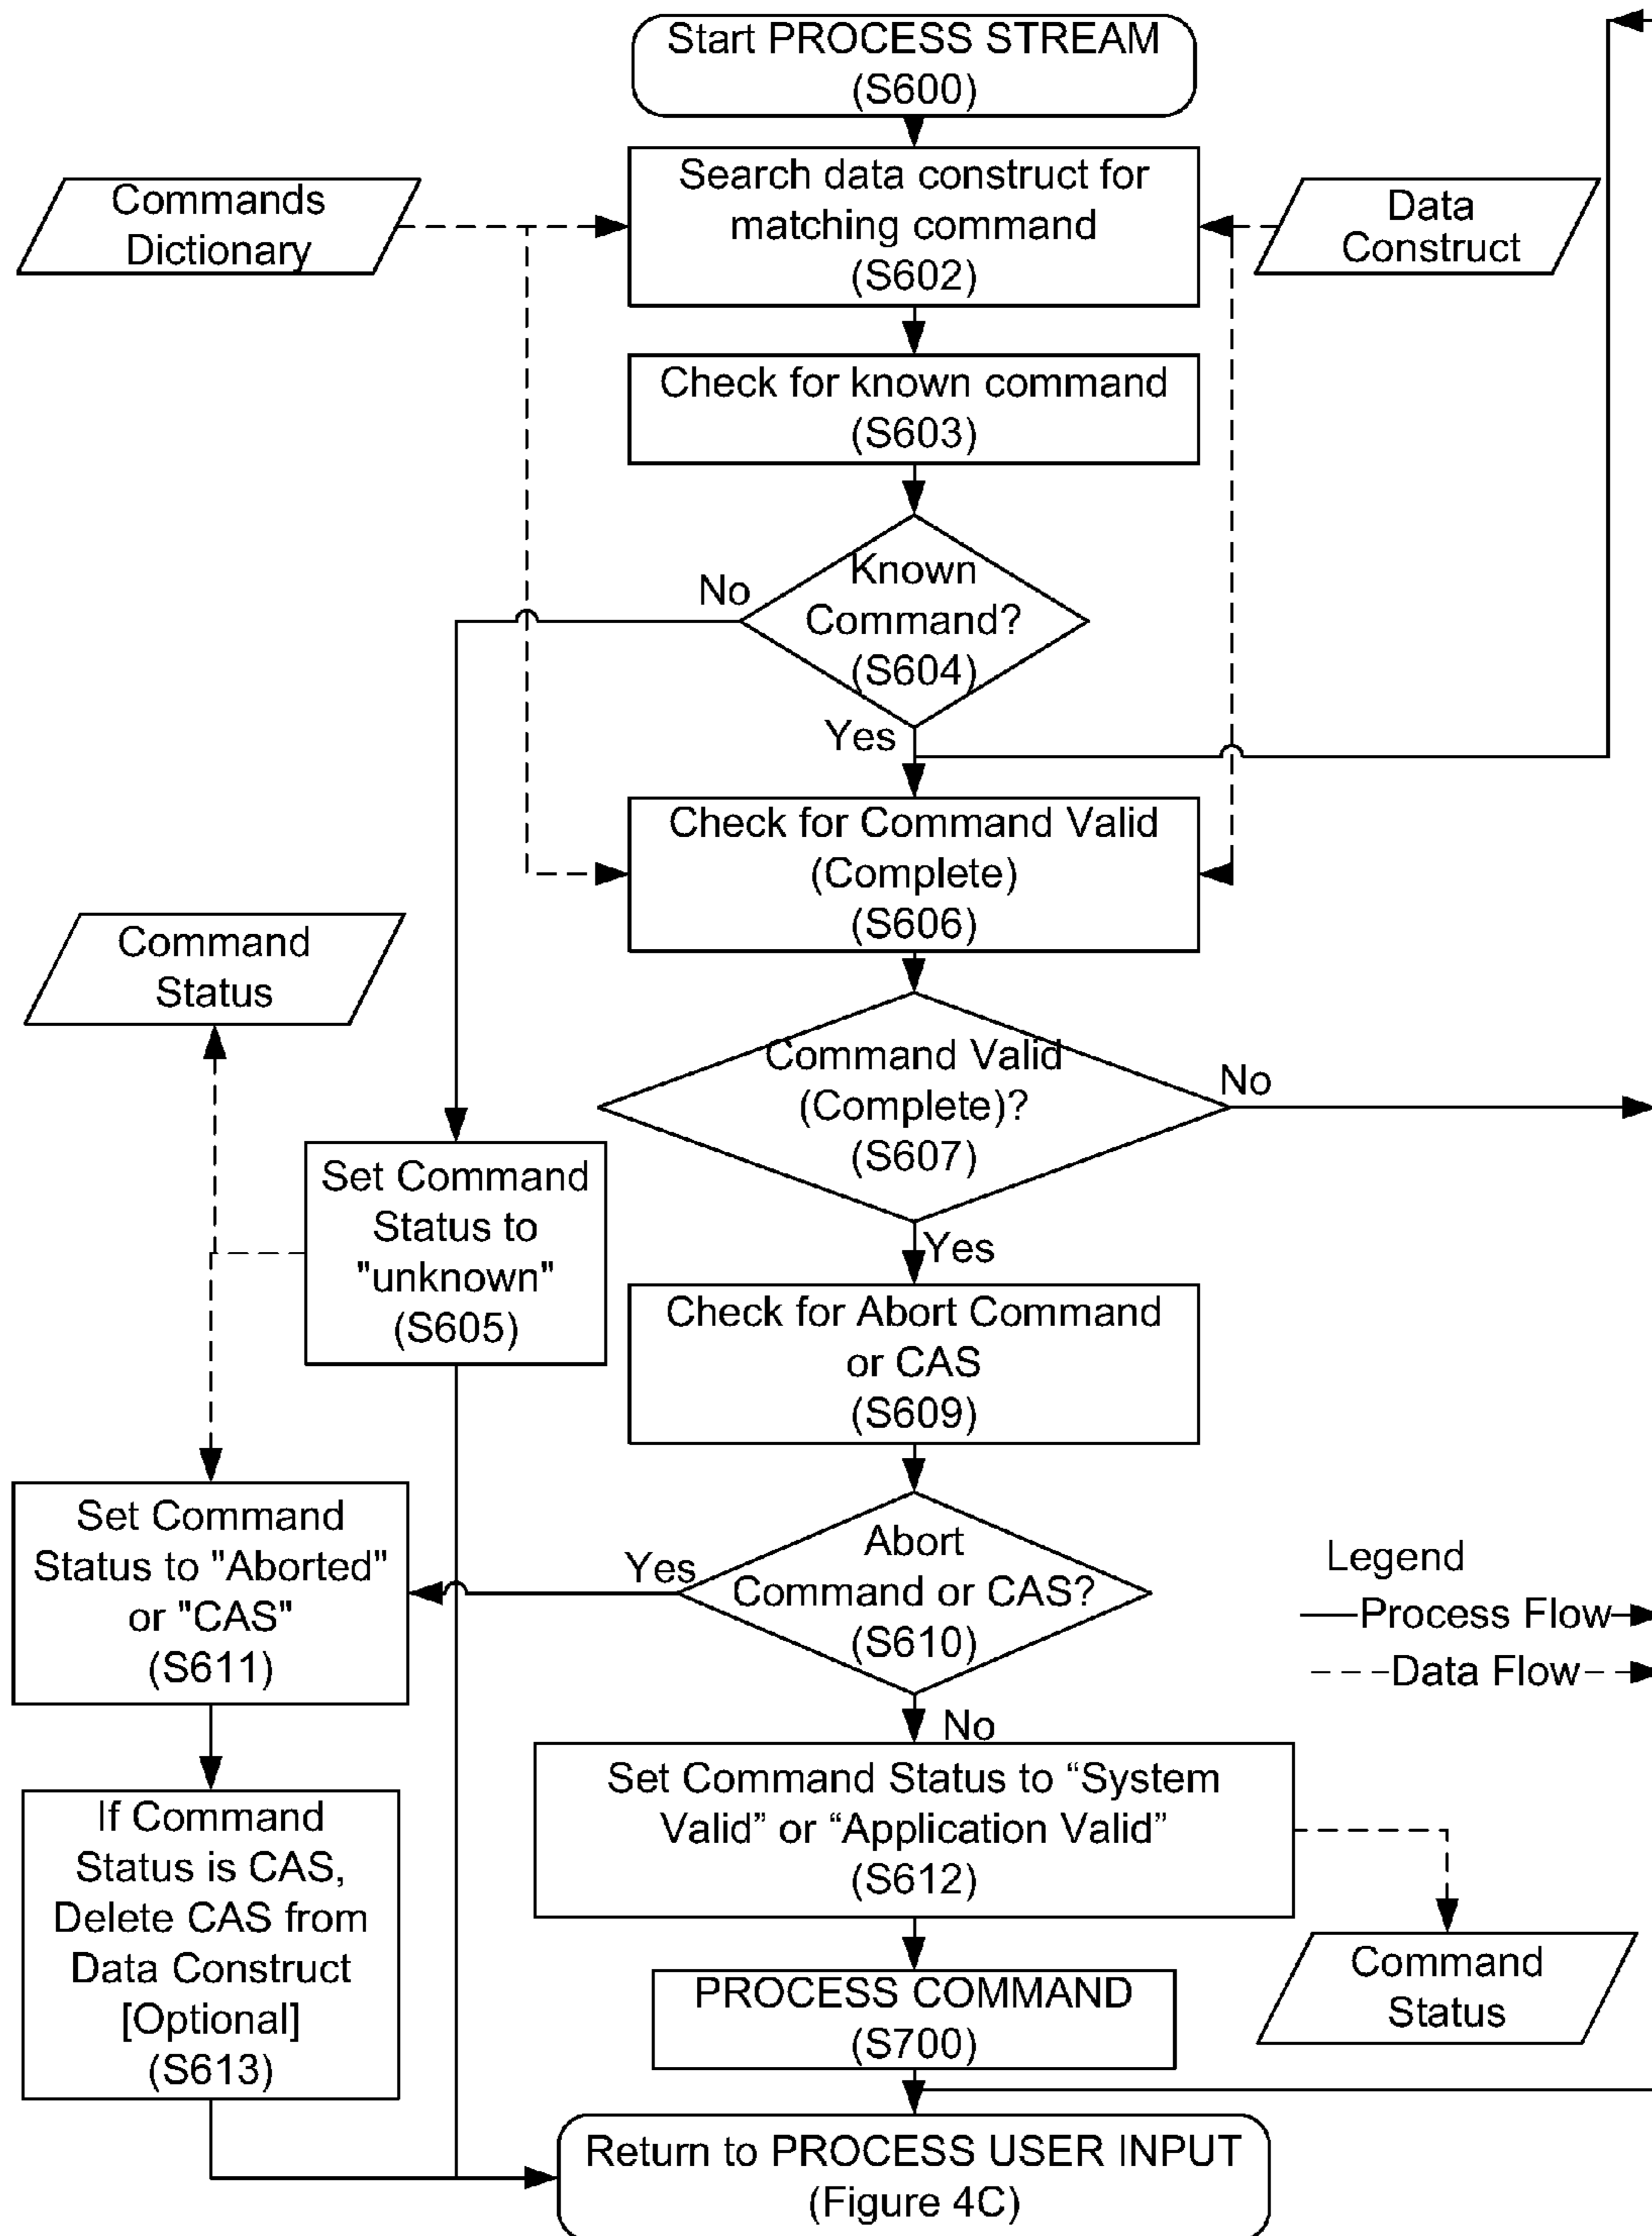 Start PROCESS STREAM
(S600)
Commands
Dictionary
Search data construct for
matching command
(S602)
Data
Construct
Check for known command
(S603)
No
Known
Command?
(S604)
Yes
Check for Command Valid
(Complete)
(S606)
Command
Status
Command Valid
(Complete)?
(S607)
No
Set Command
Status to
"unknown"
(S605)
Yes
Check for Abort Command
or CAS
(S609)
Set Command
Status to "Aborted"
or "CAS"
(S611)
Yes
Abort
Command or CAS?
(S610)
Legend
Process Flow
Data Flow
No
Set Command Status to “System
Valid” or “Application Valid”
(S612)
If Command
Status is CAS,
Delete CAS from
Data Construct
[Optional]
(S613)
Command
Status
PROCESS COMMAND
(S700)
Return to PROCESS USER INPUT
(Figure 4C)